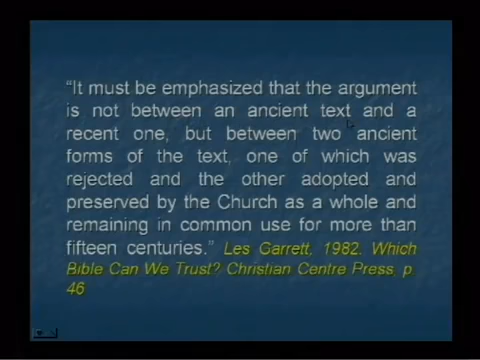 “It must be emphasized that the argument
is not between an ancient text and a
recent one, but between two ancient
forms of the text, one of which was
rejected and the other adopted and
preserved by the Church as a whole and
remaining in common use for more than
fifteen centuries.” Les Garrett, 1982. Which
Bible Can We Trust? Christian Centre Press, p.
46